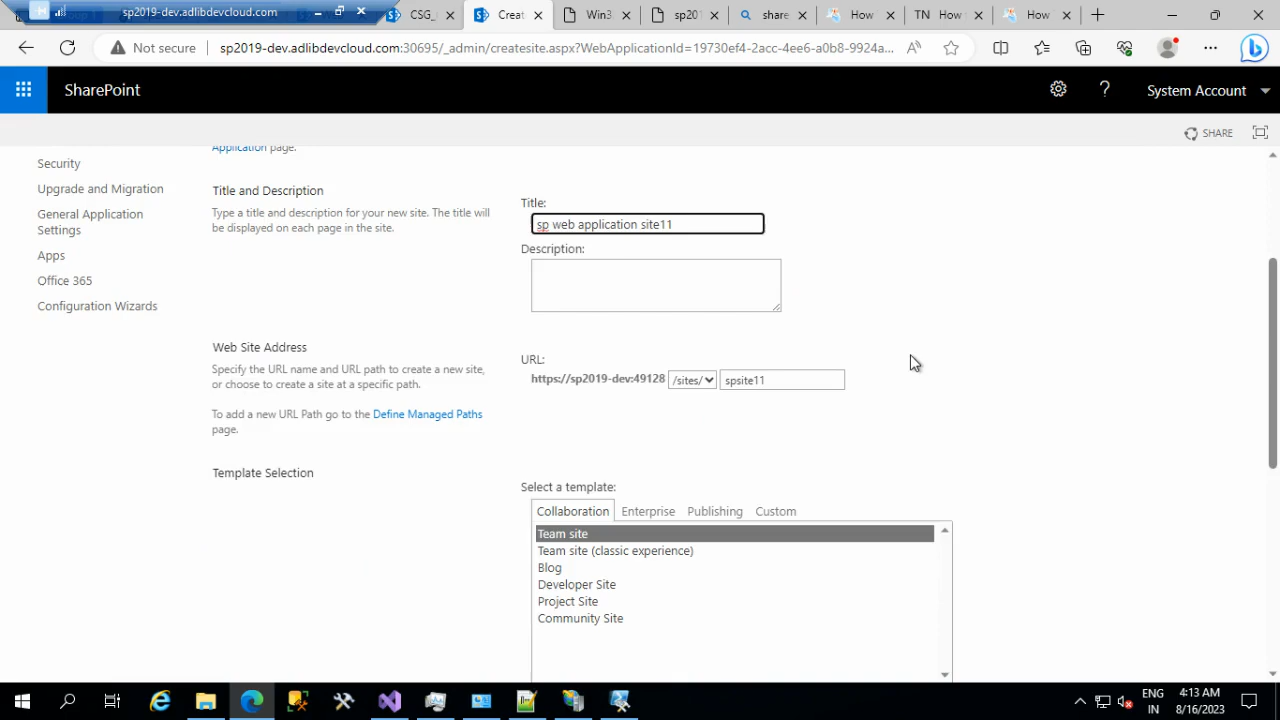 sp2019-dev.adlibdevcloud.com
CSG_
Creat
Win3
sp201
share
How
TN How
How
Not secure
sp2019-dev.adlibdevcloud.com:30695/_admin/createsite.aspx?WebApplicationId=19730ef4-2acc-4ee6-a0b8-9924a...
SharePoint
System Account
SHARE
Application page.
Security
Upgrade and Migration
General Application
Settings
Apps
Office 365
Configuration Wizards
Title and Description
Type a title and description for your new site. The title will
be displayed on each page in the site.
Title:
sp web application site11
Description:
Web Site Address
Specify the URL name and URL path to create a new site,
or choose to create a site at a specific path.
To add a new URL Path go to the Define Managed Paths
page.
URL:
https://sp2019-dev:49128 /sites/ spsite11
Template Selection
Select a template:
Collaboration Enterprise Publishing Custom
Team site
Team site (classic experience)
Blog
Developer Site
Project Site
Community Site
ENG
IN
4:13 AM
8/16/2023